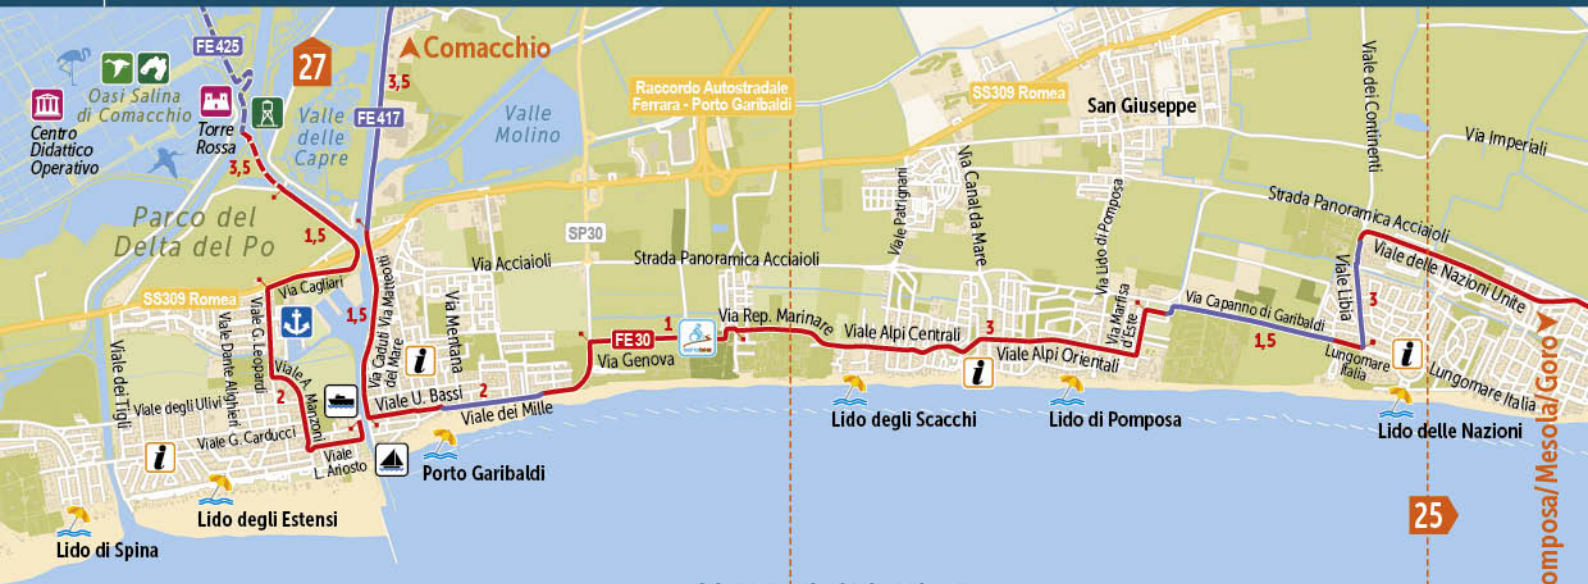 FE425
27
Comacchio
3,5
Oasi Salina
di Comacchio
Centro
Didattico
Operativo
Torre
Rossa
Valle
delle
Capre
FE417
Valle
Molino
Raccordo Autostradale
Ferrara - Porto Garibaldi
SS309 Romea
San Giuseppe
Viale dei Continenti
Via Imperiali
3,5
Parco del
Delta del Po
1,5
SP30
Via Acciaioli
Strada Panoramica Acciaioli
Viale Patrignani
Via Canal da Mare
Via Lido di Pomposa
Strada Panoramica Acciaioli
Viale delle Nazioni Unite
SS309 Romea
Via Cagliari
1,5
Via Caduti
del Mare
Via Matteotti
Via Mentana
Viale dei Tigli
Viale Dante Alighieri
Viale G. Leopardi
Viale A.
Manzoni
2
i
Viale U. Bassi
2
Viale dei Mille
FE30
1
Via Genova
Via Rep. Marinare
Viale Alpi Centrali
3
Viale Alpi Orientali
i
Via Marfisa
d'Este
Via Capanno di Garibaldi
1,5
Viale Libia
3
Lungomare
Italia
i
Lungomare Italia
Viale degli Ulivi
Viale G. Carducci
Viale
L. Ariosto
i
Porto Garibaldi
Lido degli Scacchi
Lido di Pomposa
Lido delle Nazioni
Lido degli Estensi
Lido di Spina
25
omposa/Mesola/Goro